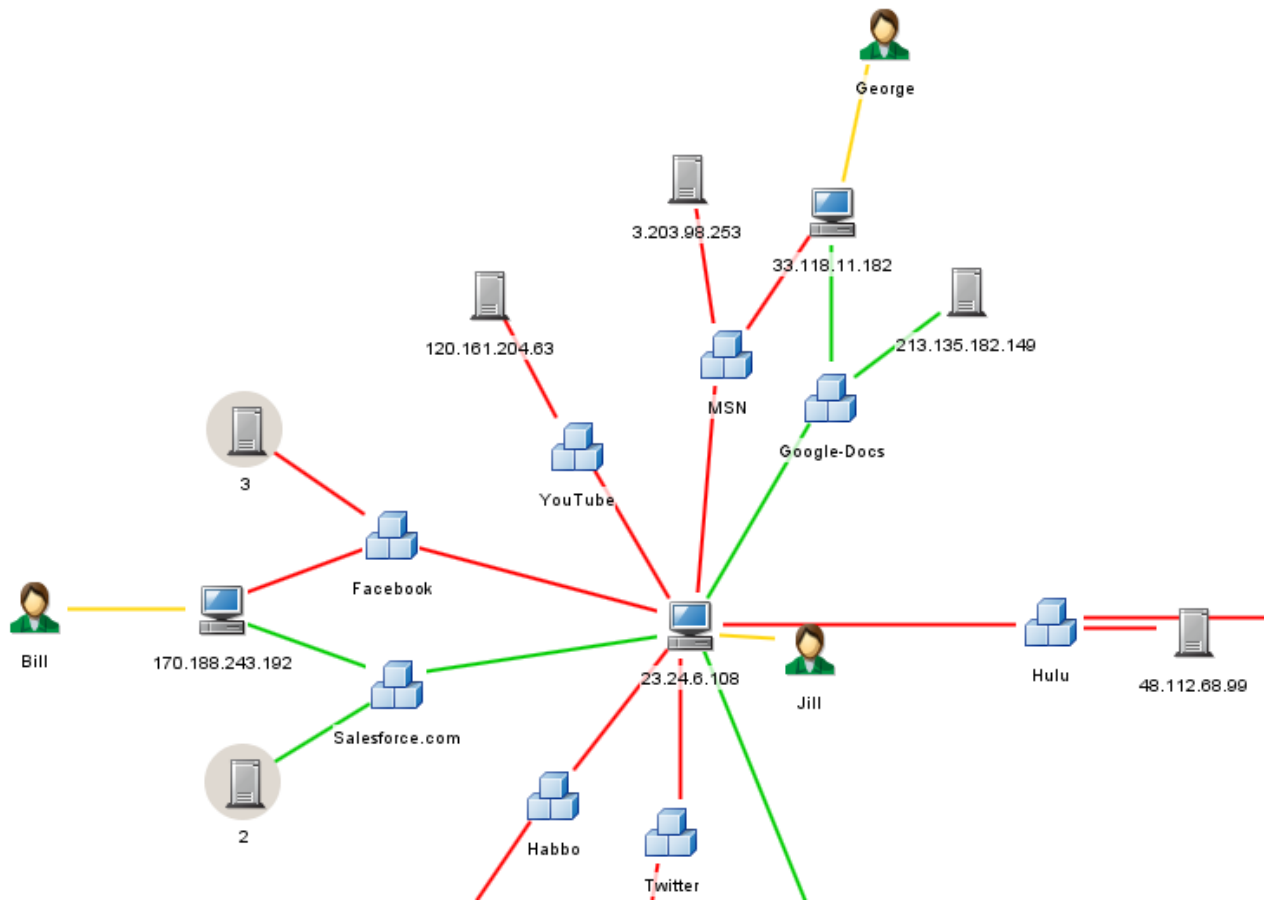 George
3.203.98.253
33.118.11.182
120.161.204.63
213.135.182.149
MSN
Google-Docs
3
YouTube
Facebook
Bill
170.188.243.192
23.24.6.108
Jill
Hulu
48.112.68.99
Salesforce.com
2
Habbo
Twitter